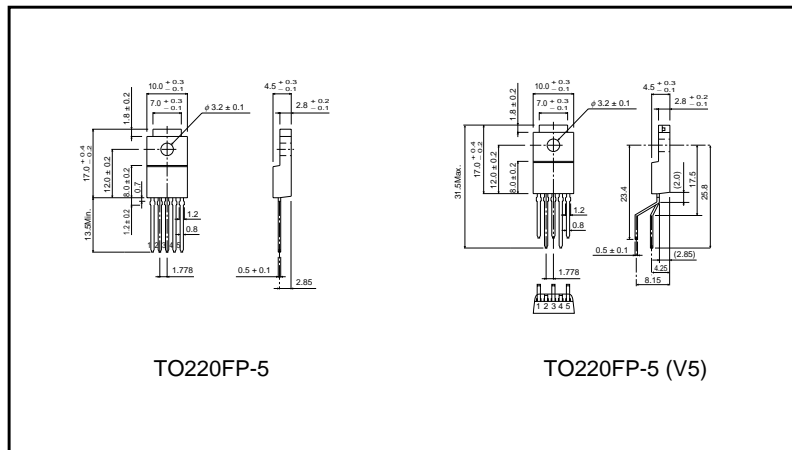 10.0 + 0.3 − 0.1
7.0 + 0.3 − 0.1
φ3.2 ± 0.1
4.5 + 0.3 − 0.1
2.8 + 0.2 − 0.1
1.8 ± 0.2
17.0 + 0.4 − 0.2
12.0 ± 0.2
8.0 ± 0.2
0.7
13.5Min.
1.2 ± 0.2
1.2
0.8
1 2 3 4 5
1.778
0.5 + 0.1
2.85
TO220FP-5
10.0 + 0.3 − 0.1
7.0 + 0.3 − 0.1
φ3.2 ± 0.1
4.5 + 0.3 − 0.1
2.8 + 0.2 − 0.1
1.8 ± 0.2
31.5Max.
17.0 + 0.4 − 0.2
12.0 ± 0.2
8.0 ± 0.2
1.2
0.8
1.778
1 2 3 4 5
23.4
(2.0)
17.5
25.8
0.5 ± 0.1
(2.85)
4.25
8.15
TO220FP-5 (V5)